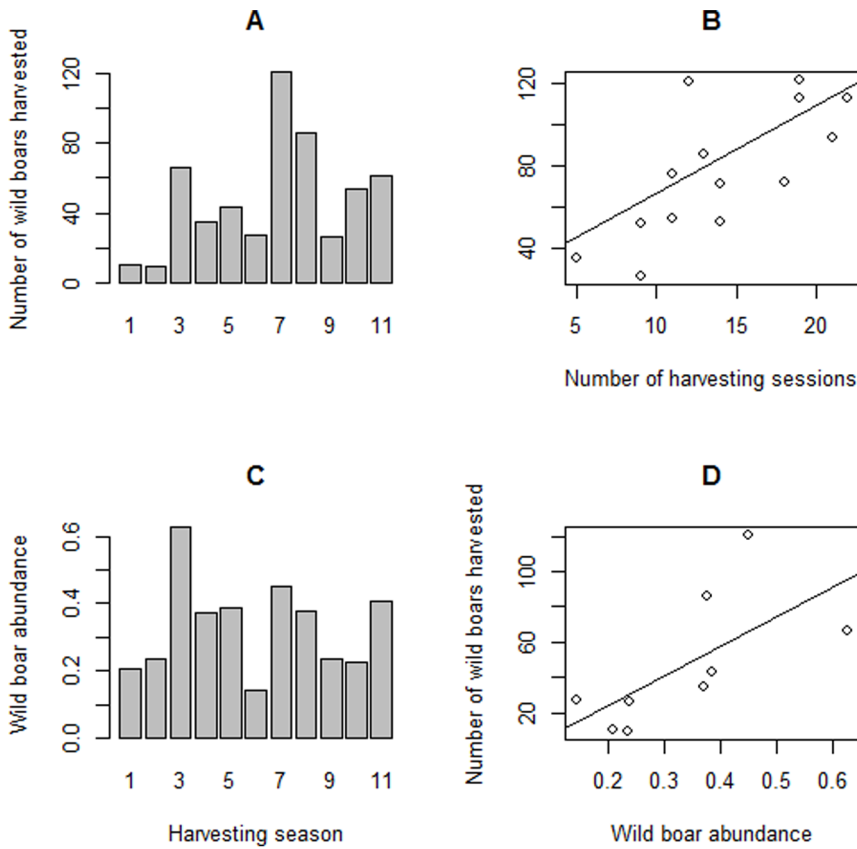 A
Number of wild boars harvested
0 40 80 120
1 3 5 7 9 11
B
40 80 120
5 10 15 20
Number of harvesting sessions
C
Wild boar abundance
0.0 0.2 0.4 0.6
1 3 5 7 9 11
Harvesting season
D
Number of wild boars harvested
20 60 100
0.2 0.3 0.4 0.5 0.6
Wild boar abundance